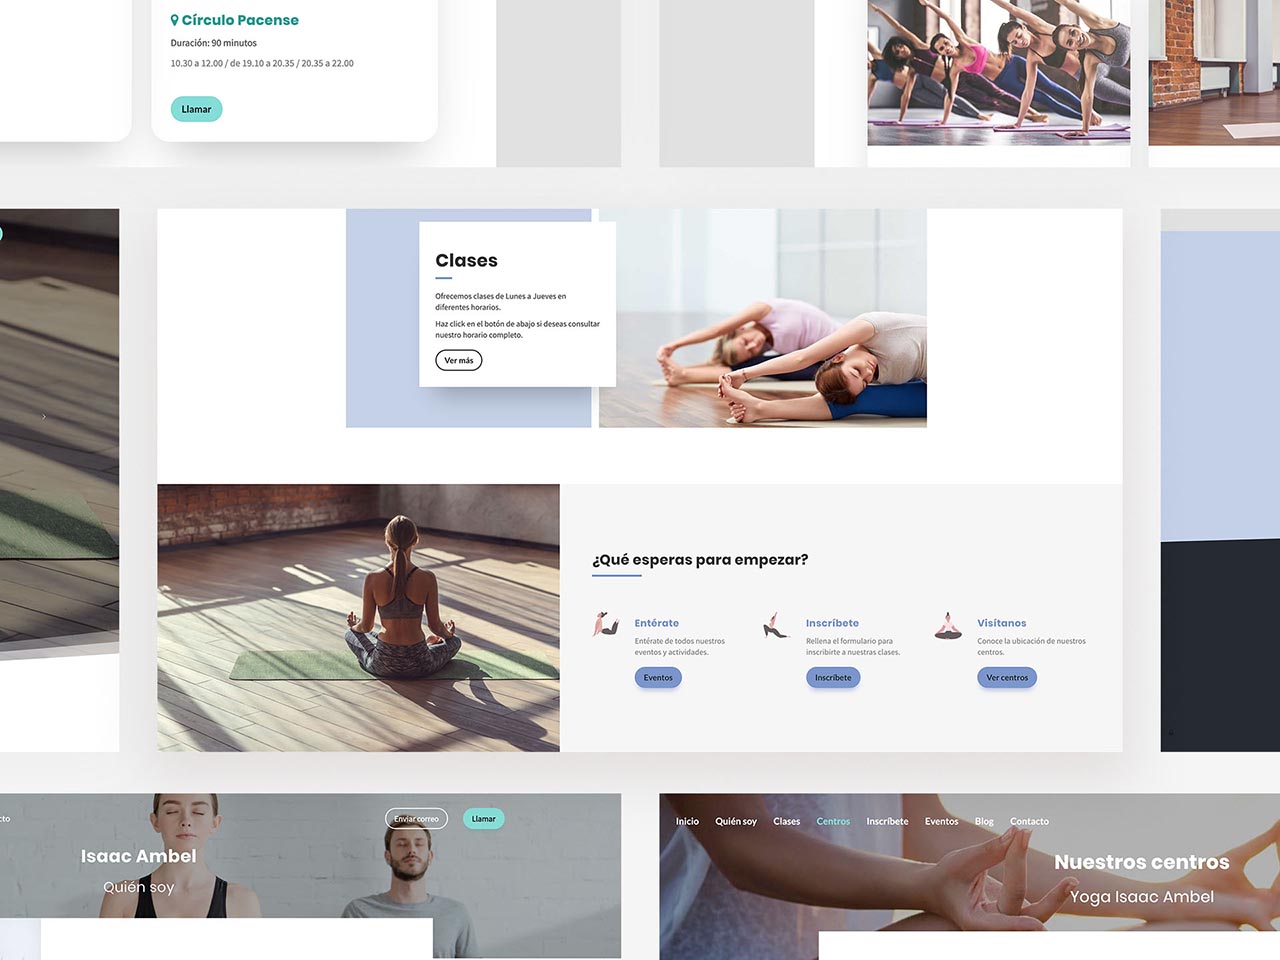 Círculo Pacense
Duración: 90 minutos
10.30 a 12.00 / de 19.10 a 20.35 / 20.35 a 22.00
Llamar
Clases
Ofrecemos clases de Lunes a Jueves en
diferentes horarios.
Haz click en el botón de abajo si deseas consultar
nuestro horario completo.
Ver más
¿Qué esperas para empezar?
Entérate
Entérate de todos nuestros
eventos y actividades.
Eventos
Inscríbete
Rellena el formulario para
inscribirte a nuestras clases.
Inscríbete
Visítanos
Conoce la ubicación de nuestros
centros.
Ver centros
cto
Enviar correo
Llamar
Isaac Ambel
Quién soy
Inicio Quién soy Clases Centros Inscríbete Eventos Blog Contacto
Nuestros centros
Yoga Isaac Ambel